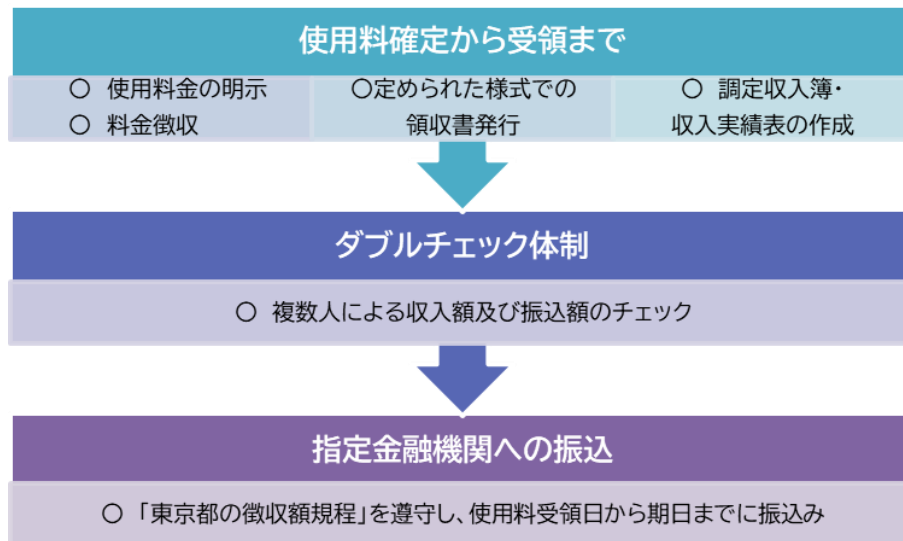 使用料確定から受領まで
○ 使用料金の明示
○ 料金徴収
○定められた様式での
領収書発行
○ 調定収入簿・
収入実績表の作成
ダブルチェック体制
○ 複数人による収入額及び振込額のチェック
指定金融機関への振込
○ 「東京都の徴収額規程」を遵守し、使用料受領日から期日までに振込み